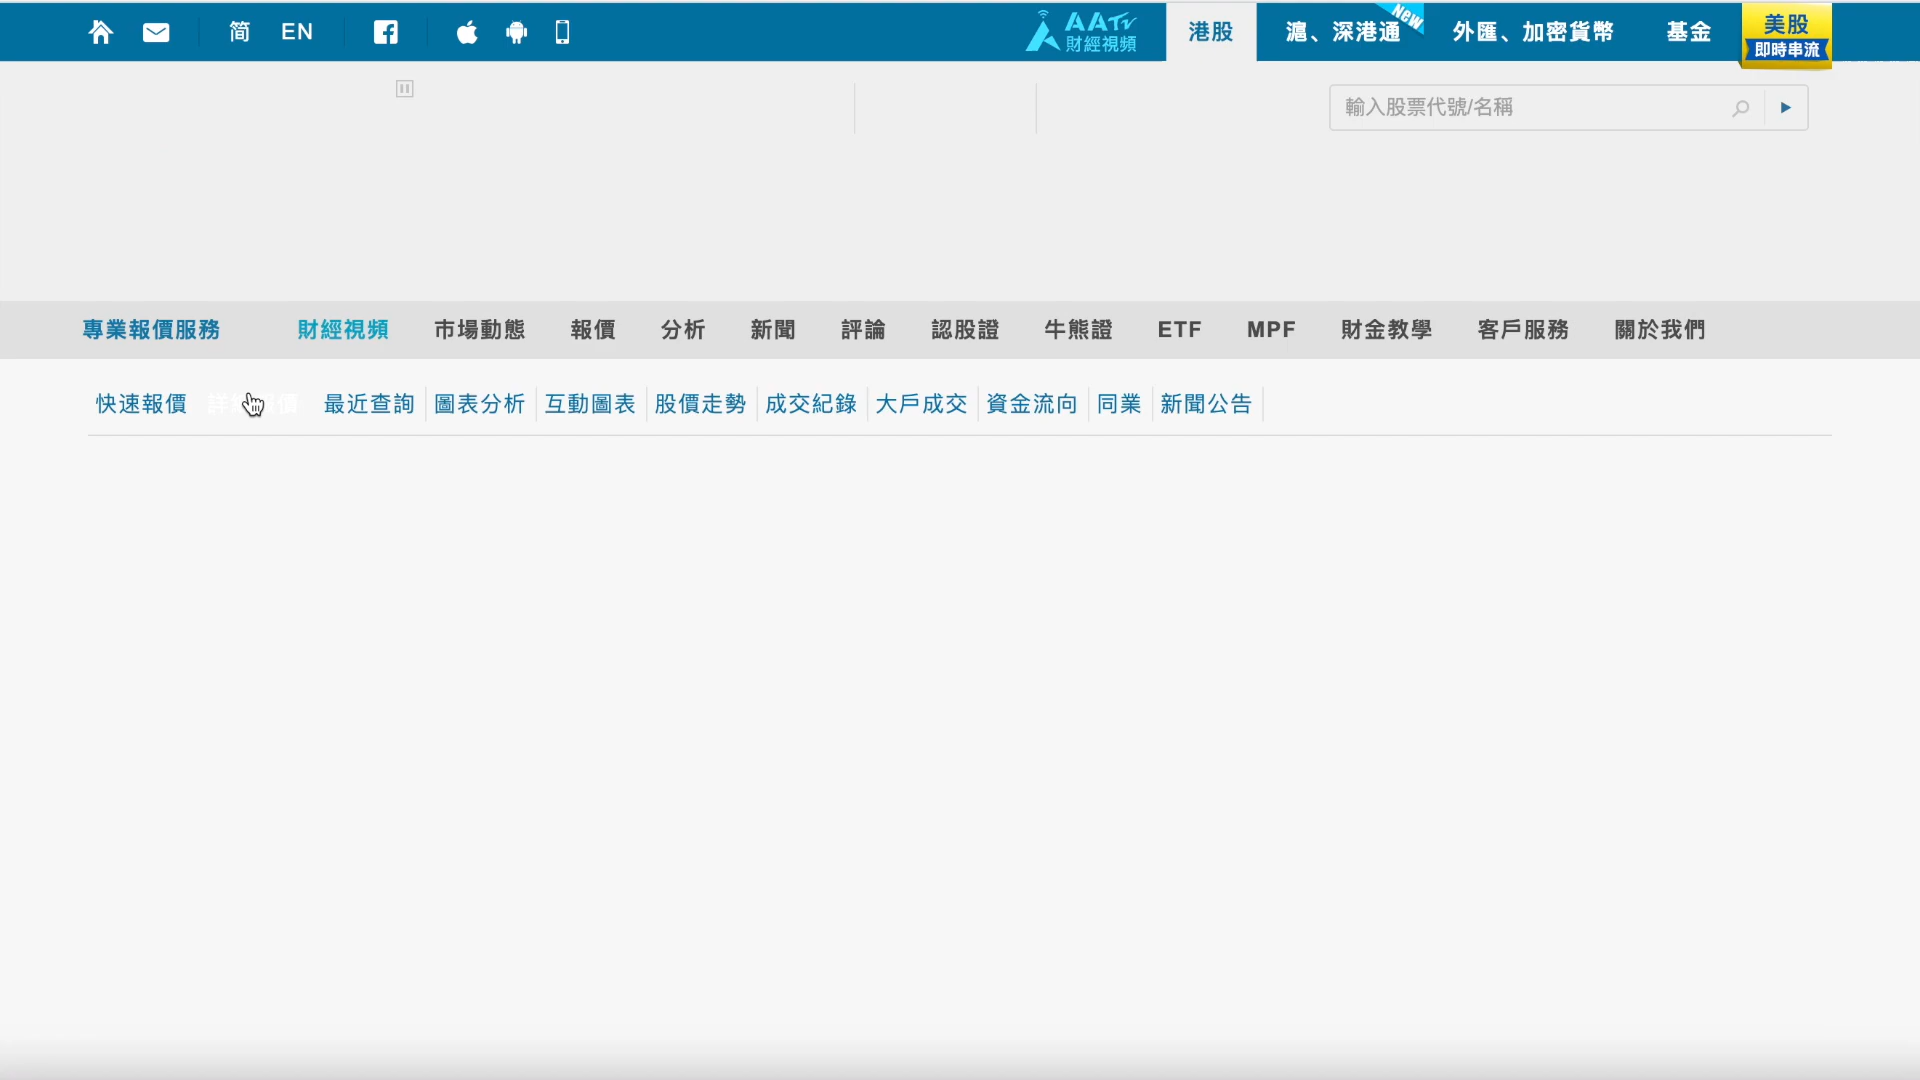 简 EN AATV 財經視頻 港股 滬、深港通 New 外匯、加密貨幣 基金 美股 即時串流
輸入股票代號/名稱
專業報價服務 財經視頻 市場動態 報價 分析 新聞 評論 認股證 牛熊證 ETF MPF 財金教學 客戶服務 關於我們
快速報價 最近查詢 圖表分析 互動圖表 股價走勢 成交紀錄 大戶成交 資金流向 同業 新聞公告